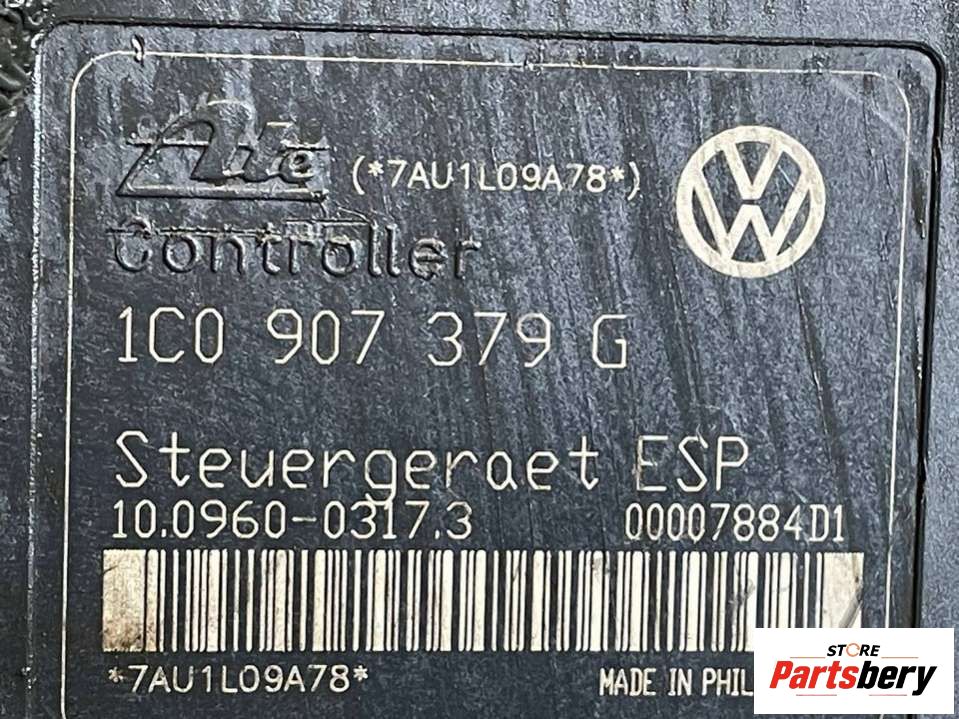 Ate (*7AU1L09A78*)
Controller
1C0 907 379 G
Steuergeraet ESP
10.0960-0317.3 00007884D1
*7AU1L09A78* MADE IN PHIL
STORE
Partsbery